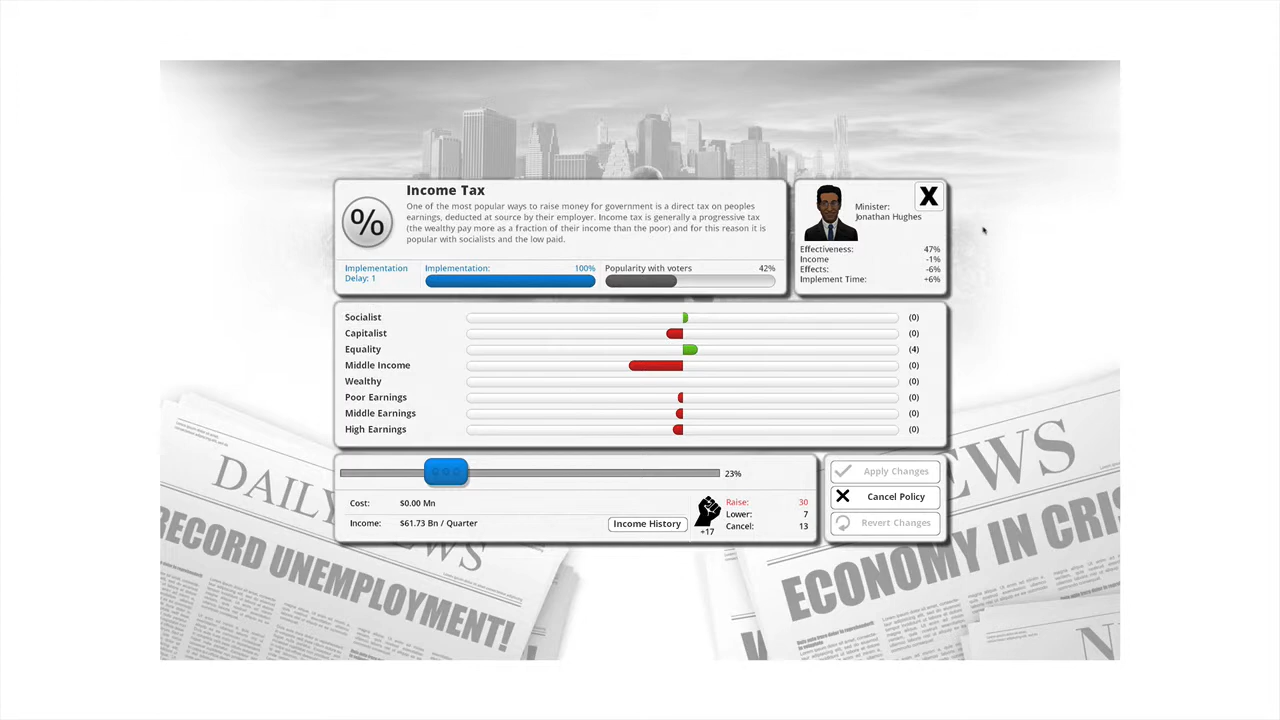 Income Tax
One of the most popular ways to raise money for government is a direct tax on peoples
earnings, deducted at source by their employer. Income tax is generally a progressive tax
(the wealthy pay more as a fraction of their income than the poor) and for this reason it is
popular with socialists and the low paid.
%
Implementation
Delay: 1
Implementation: 100%
Popularity with voters 42%
X
Minister:
Jonathan Hughes
Effectiveness: 47%
Income -1%
Effects: -6%
Implement Time: +6%
Socialist (0)
Capitalist (0)
Equality (4)
Middle Income (0)
Wealthy (0)
Poor Earnings (0)
Middle Earnings (0)
High Earnings (0)
23%
Cost: $0.00 Mn
Income: $61.73 Bn / Quarter
Income History
+17
Raise: 30
Lower: 7
Cancel: 13
Apply Changes
Cancel Policy
Revert Changes
DAILY
WS
RECORD UNEMPLOYMENT!
EWS
ECONOMY IN CRIS
N